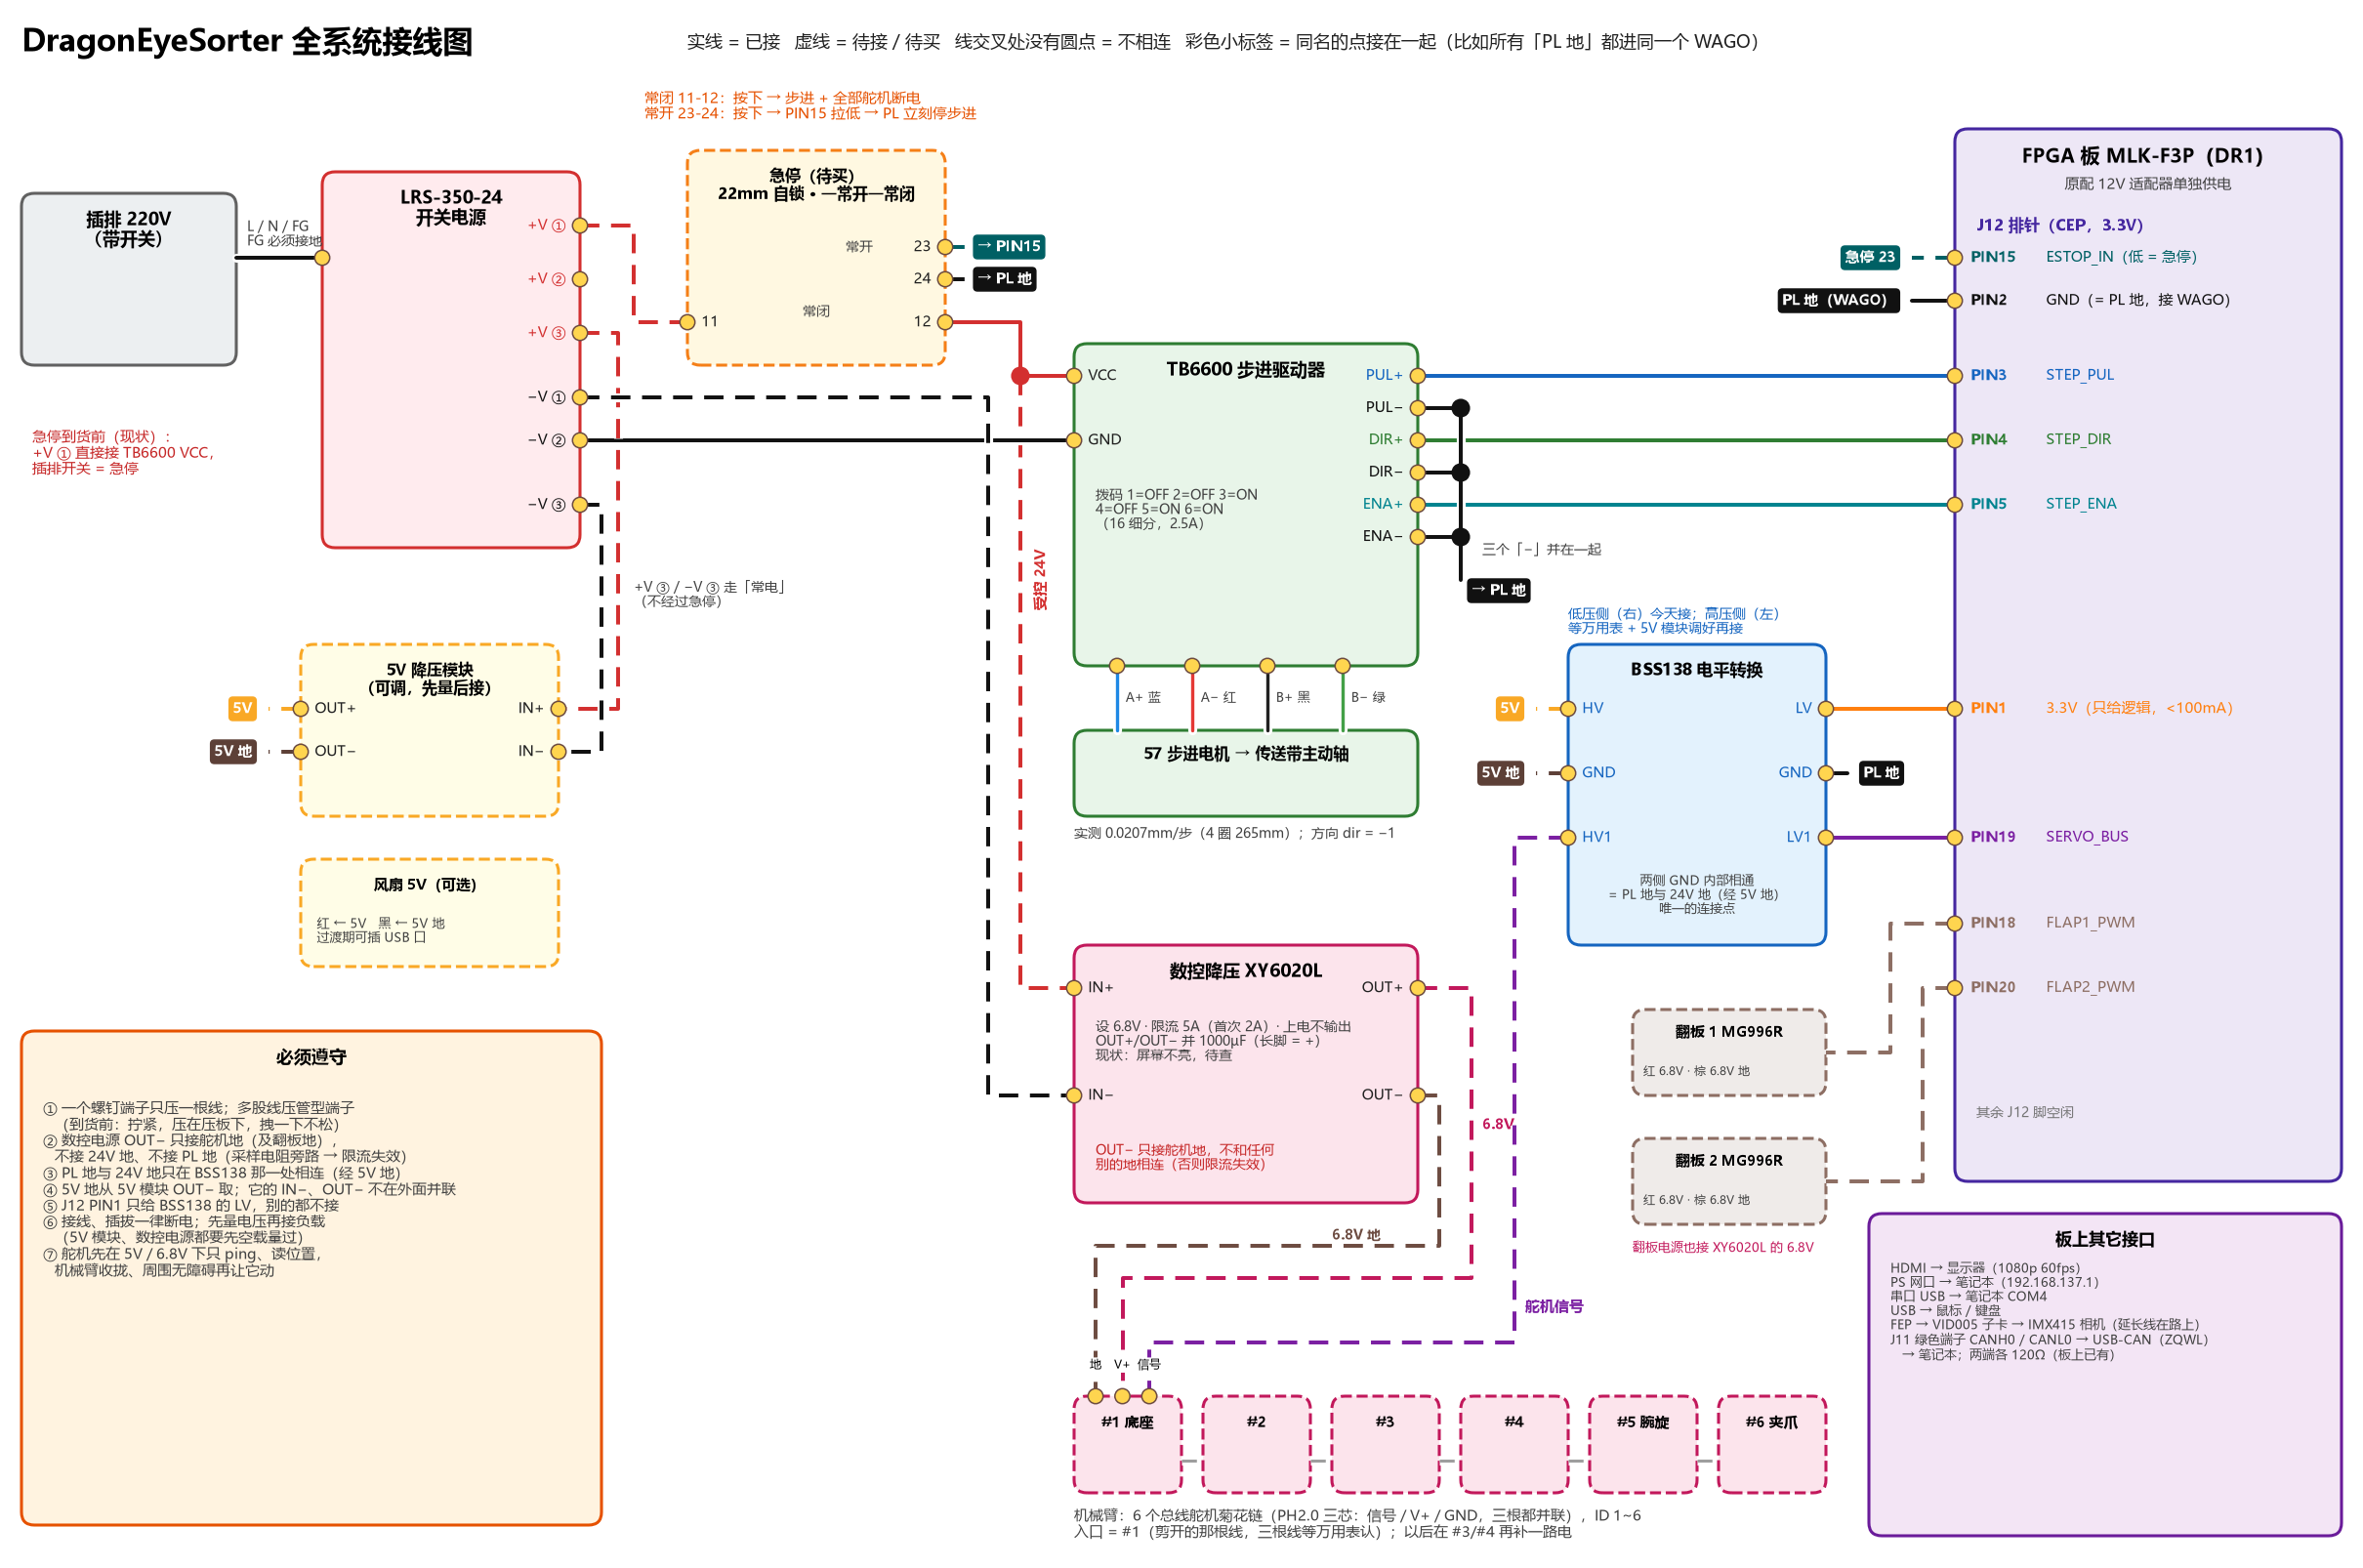 DragonEyeSorter 全系统接线图
实线 = 已接 虚线 = 待接 / 待买 线交叉处没有圆点 = 不相连 彩色小标签 = 同名的点接在一起（比如所有「PL 地」都进同一个 WAGO）
常闭 11-12：按下 → 步进 + 全部舵机断电
常开 23-24：按下 → PIN15 拉低 → PL 立刻停步进
插排 220V
（带开关）
L / N / FG
FG 必须接地
LRS-350-24
开关电源
+V ①
+V ②
+V ③
−V ①
−V ②
−V ③
急停（待买）
22mm 自锁 • 一常开一常闭
常开
23
24
常闭
11
12
→ PIN15
→ PL 地
急停到货前（现状）：
+V ① 直接接 TB6600 VCC，
插排开关 = 急停
+V ③ / −V ③ 走「常电」
（不经过急停）
受控 24V
TB6600 步进驱动器
VCC
GND
PUL+
PUL−
DIR+
DIR−
ENA+
ENA−
拨码 1=OFF 2=OFF 3=ON
4=OFF 5=ON 6=ON
（16 细分，2.5A）
三个「−」并在一起
→ PL 地
A+ 蓝
A− 红
B+ 黑
B− 绿
57 步进电机 → 传送带主动轴
实测 0.0207mm/步（4 圈 265mm）；方向 dir = −1
FPGA 板 MLK-F3P（DR1）
原配 12V 适配器单独供电
J12 排针（CEP，3.3V）
急停 23
PIN15 ESTOP_IN（低 = 急停）
PL 地（WAGO）
PIN2 GND（= PL 地，接 WAGO）
PIN3 STEP_PUL
PIN4 STEP_DIR
PIN5 STEP_ENA
PIN1 3.3V（只给逻辑，<100mA）
PIN19 SERVO_BUS
PIN18 FLAP1_PWM
PIN20 FLAP2_PWM
其余 J12 脚空闲
5V 降压模块
（可调，先量后接）
5V
OUT+
IN+
5V 地
OUT−
IN−
风扇 5V（可选）
红 ← 5V 黑 ← 5V 地
过渡期可插 USB 口
低压侧（右）今天接；高压侧（左）
等万用表 + 5V 模块调好再接
BSS138 电平转换
5V
HV
LV
5V 地
GND
GND
PL 地
HV1
LV1
两侧 GND 内部相通
= PL 地与 24V 地（经 5V 地）
唯一的连接点
数控降压 XY6020L
IN+
OUT+
设 6.8V · 限流 5A（首次 2A）· 上电不输出
OUT+/OUT− 并 1000µF（长脚 = +）
现状：屏幕不亮，待查
IN−
OUT−
OUT− 只接舵机地，不和任何
别的地相连（否则限流失效）
6.8V
6.8V 地
舵机信号
翻板 1 MG996R
红 6.8V · 棕 6.8V 地
翻板 2 MG996R
红 6.8V · 棕 6.8V 地
翻板电源也接 XY6020L 的 6.8V
必须遵守
① 一个螺钉端子只压一根线；多股线压管型端子
（到货前：拧紧，压在压板下，拽一下不松）
② 数控电源 OUT− 只接舵机地（及翻板地），
不接 24V 地、不接 PL 地（采样电阻旁路 → 限流失效）
③ PL 地与 24V 地只在 BSS138 那一处相连（经 5V 地）
④ 5V 地从 5V 模块 OUT− 取；它的 IN−、OUT− 不在外面并联
⑤ J12 PIN1 只给 BSS138 的 LV，别的都不接
⑥ 接线、插拔一律断电；先量电压再接负载
（5V 模块、数控电源都要先空载量过）
⑦ 舵机先在 5V / 6.8V 下只 ping、读位置，
机械臂收拢、周围无障碍再让它动
板上其它接口
HDMI → 显示器（1080p 60fps）
PS 网口 → 笔记本（192.168.137.1）
串口 USB → 笔记本 COM4
USB → 鼠标 / 键盘
FEP → VID005 子卡 → IMX415 相机（延长线在路上）
J11 绿色端子 CANH0 / CANL0 → USB-CAN（ZQWL）
→ 笔记本；两端各 120Ω（板上已有）
地 V+ 信号
#1 底座
#2
#3
#4
#5 腕旋
#6 夹爪
机械臂：6 个总线舵机菊花链（PH2.0 三芯：信号 / V+ / GND，三根都并联），ID 1~6
入口 = #1（剪开的那根线，三根线等万用表认）；以后在 #3/#4 再补一路电